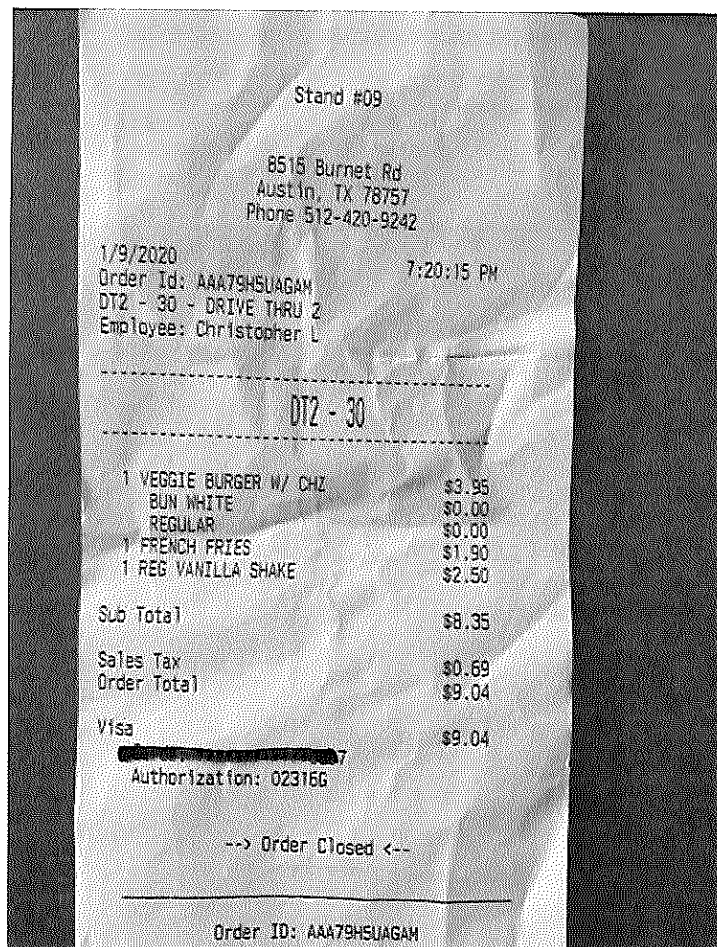 Stand #09
8515 Burnet Rd
Austin, TX 78757
Phone 512-420-9242
1/9/2020 7:20:15 PM
Order Id: AAA79H5UAGAM
DT2 - 30 - DRIVE THRU 2
Employee: Christopher L
DT2 - 30
1 VEGGIE BURGER W/ CHZ $3.95
BUN WHITE $0.00
REGULAR $0.00
1 FRENCH FRIES $1.90
1 REG VANILLA SHAKE $2.50
Sub Total $8.35
Sales Tax $0.69
Order Total $9.04
Visa $9.04
7
Authorization: 02316G
--> Order Closed <--
Order ID: AAA79H5UAGAM